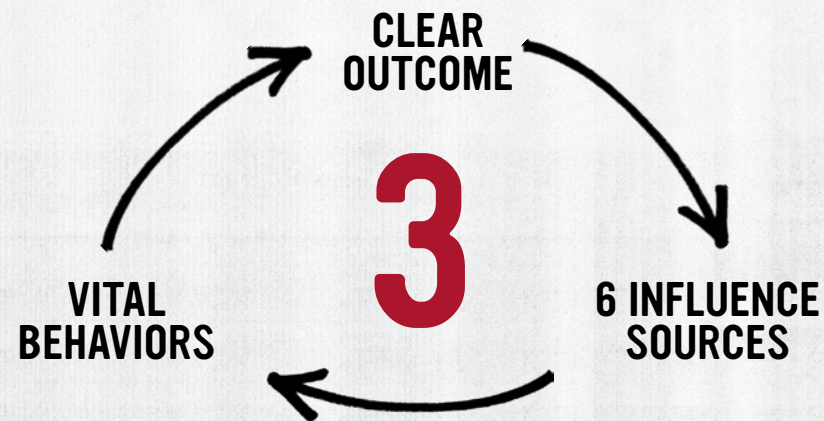 CLEAR
OUTCOME
3
VITAL
BEHAVIORS
6 INFLUENCE
SOURCES